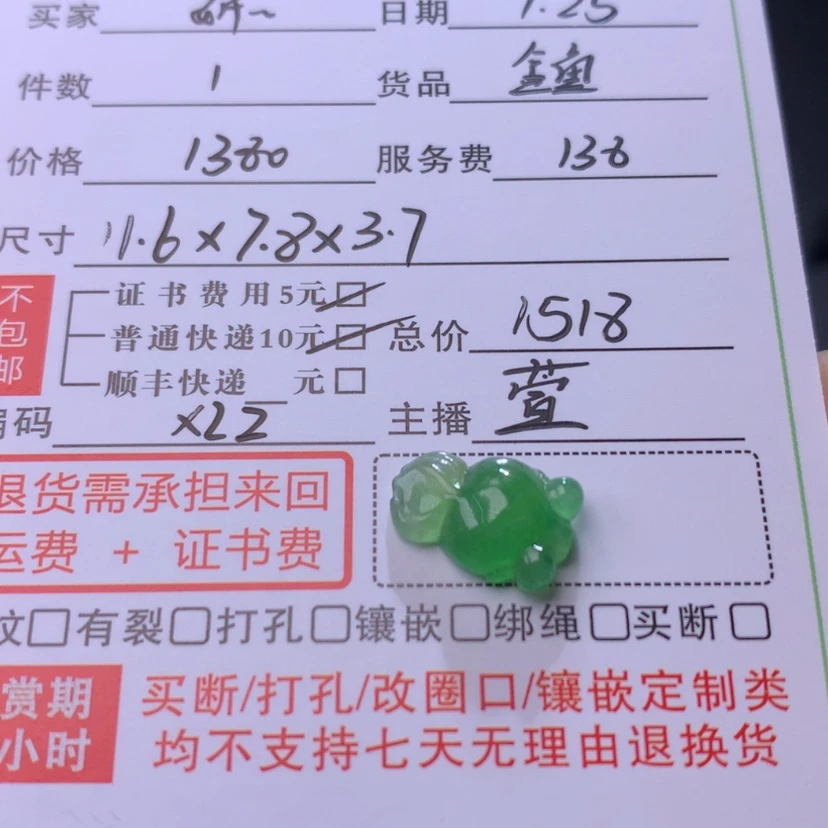 买家 日期 1.25
件数 1 货品 金鱼
价格 1380 服务费 138
尺寸 11.6×7.8×3.7
不包邮
证书费用5元□
普通快递10元□ 总价 1518
顺丰快递__元□
编码 ×22 主播 萱
退货需承担来回
运费 + 证书费
纹□有裂□打孔□镶嵌□绑绳□买断□
赏期 买断/打孔/改圈口/镶嵌定制类
小时 均不支持七天无理由退换货